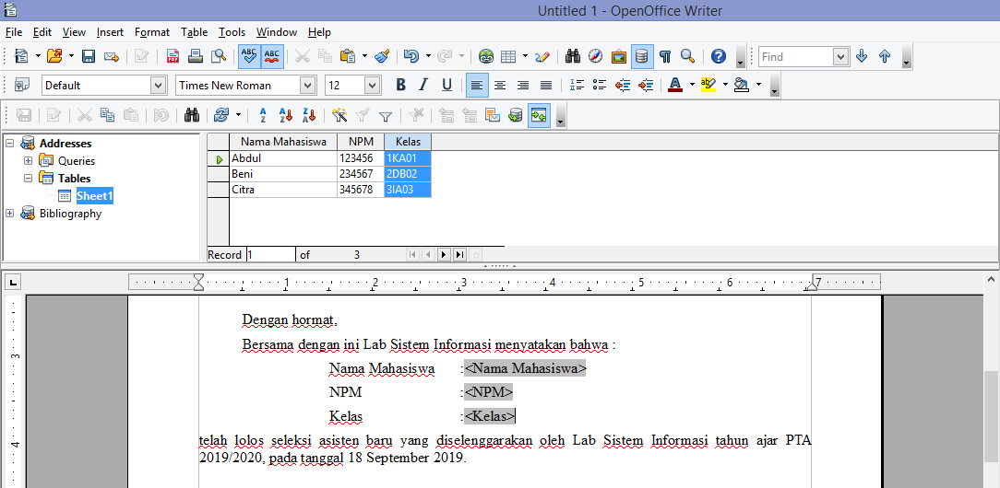 Untitled 1 - OpenOffice Writer
File Edit View Insert Format Table Tools Window Help
Find
Default Times New Roman 12 B I U
Addresses
Queries
Tables
Sheet1
Bibliography
Nama Mahasiswa NPM Kelas
Abdul 123456 1KA01
Beni 234567 2DB02
Citra 345678 3IA03
Record 1 of 3
1 2 3 4 5 6 7
3
4
Dengan hormat,
Bersama dengan ini Lab Sistem Informasi menyatakan bahwa :
Nama Mahasiswa :<Nama Mahasiswa>
NPM :<NPM>
Kelas :<Kelas>
telah lolos seleksi asisten baru yang diselenggarakan oleh Lab Sistem Informasi tahun ajar PTA
2019/2020, pada tanggal 18 September 2019.